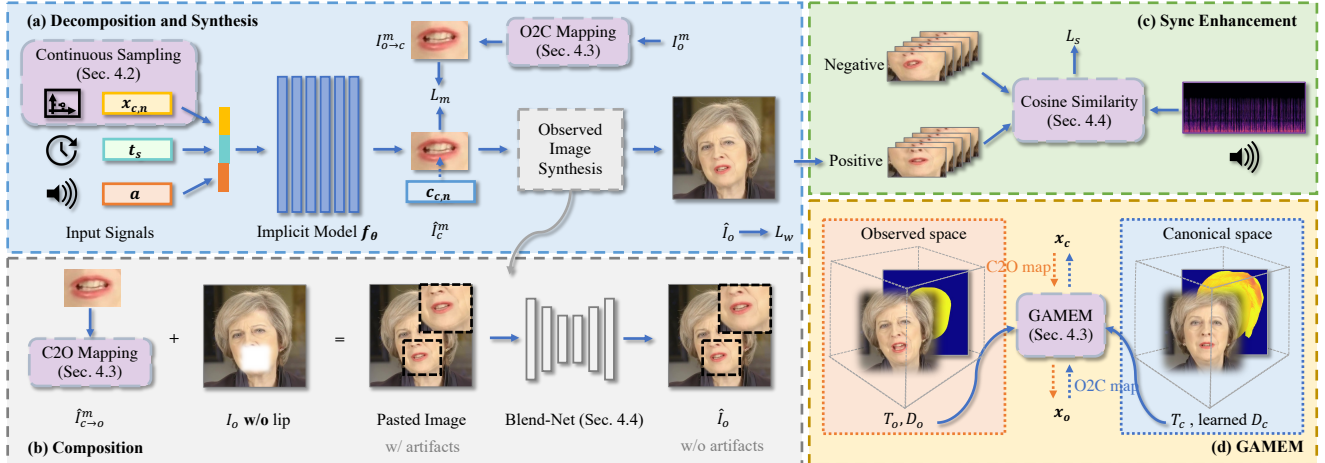 (a) Decomposition and Synthesis
Continuous Sampling
(Sec. 4.2)
x_{c,n}
t_s
a
Input Signals
Implicit Model f_θ
I^m_{o→c}
O2C Mapping
(Sec. 4.3)
I^m_o
L_m
c_{c,n}
Î^m_c
Observed
Image
Synthesis
Î_o → L_w
(c) Sync Enhancement
Negative
Positive
L_s
Cosine Similarity
(Sec. 4.4)
C2O Mapping
(Sec. 4.3)
Î^m_{c→o}
+
I_o w/o lip
=
Pasted Image
w/ artifacts
Blend-Net (Sec. 4.4)
Î_o
w/o artifacts
(b) Composition
Observed space
T_o, D_o
x_c
C2O map
GAMEM
(Sec. 4.3)
O2C map
x_o
Canonical space
T_c , learned D_c
(d) GAMEM